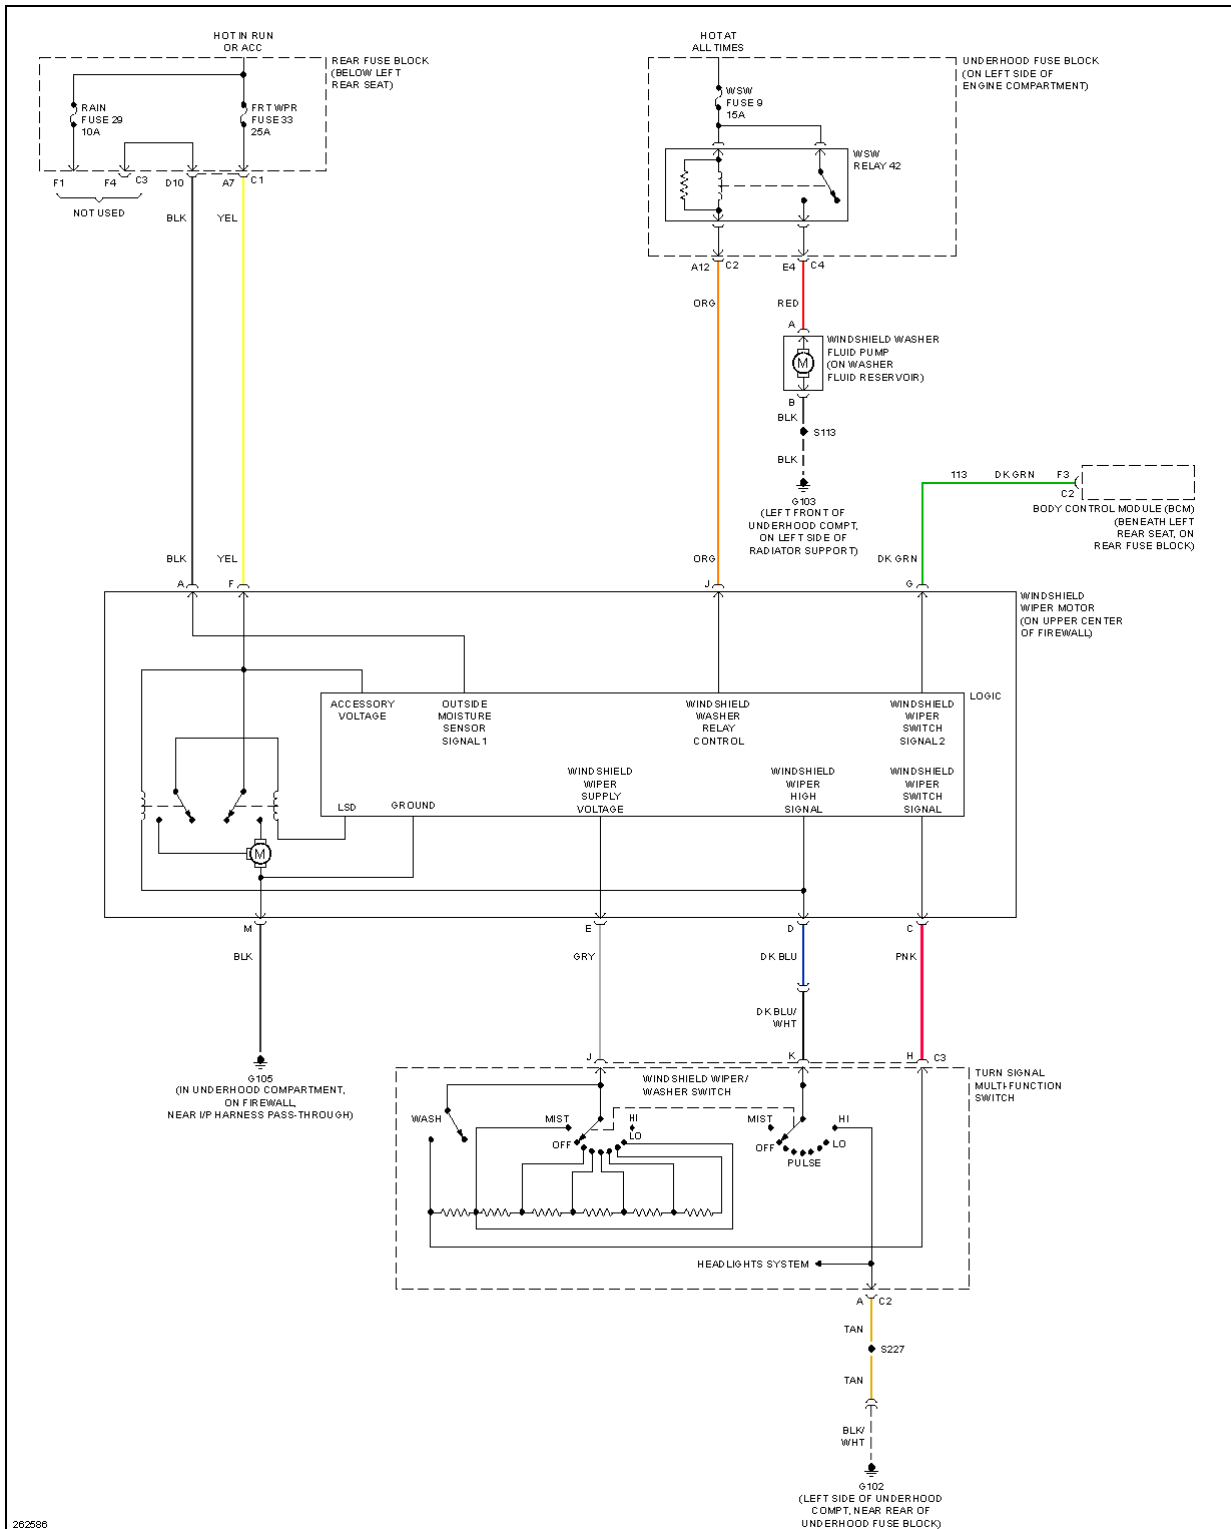 HOT IN RUN
OR ACC
REAR FUSE BLOCK
(BELOW LEFT
REAR SEAT)
RAIN
FUSE 29
10A
FRT WPR
FUSE 33
25A
F1
F4
C3
D10
A7
C1
NOT USED
BLK
YEL
HOT AT
ALL TIMES
UNDERHOOD FUSE BLOCK
(ON LEFT SIDE OF
ENGINE COMPARTMENT)
WSW
FUSE 9
15A
WSW
RELAY 42
A12
C2
E4
C4
ORG
RED
A
WINDSHIELD WASHER
FLUID PUMP
(ON WASHER
FLUID RESERVOIR)
M
B
BLK
S113
BLK
G103
(LEFT FRONT OF
UNDERHOOD COMPT,
ON LEFT SIDE OF
RADIATOR SUPPORT)
113
DK GRN
F3
C2
BODY CONTROL MODULE (BCM)
(BENEATH LEFT
REAR SEAT, ON
REAR FUSE BLOCK)
BLK
YEL
ORG
DK GRN
A
F
J
G
WINDSHIELD
WIPER MOTOR
(ON UPPER CENTER
OF FIREWALL)
LOGIC
ACCESSORY
VOLTAGE
OUTSIDE
MOISTURE
SENSOR
SIGNAL 1
WINDSHIELD
WASHER
RELAY
CONTROL
WINDSHIELD
WIPER
SWITCH
SIGNAL 2
LSD
GROUND
WINDSHIELD
WIPER
SUPPLY
VOLTAGE
WINDSHIELD
WIPER
HIGH
SIGNAL
WINDSHIELD
WIPER
SWITCH
SIGNAL
M
M
E
D
C
BLK
GRY
DK BLU
PNK
DK BLU/
WHT
G105
(IN UNDERHOOD COMPARTMENT,
ON FIREWALL,
NEAR I/P HARNESS PASS-THROUGH)
J
K
H
C3
WINDSHIELD WIPER/
WASHER SWITCH
TURN SIGNAL
MULTI-FUNCTION
SWITCH
WASH
MIST
OFF
HI
LO
MIST
OFF
HI
LO
PULSE
HEADLIGHTS SYSTEM
A
C2
TAN
S227
TAN
BLK/
WHT
G102
(LEFT SIDE OF UNDERHOOD
COMPT, NEAR REAR OF
UNDERHOOD FUSE BLOCK)
262586